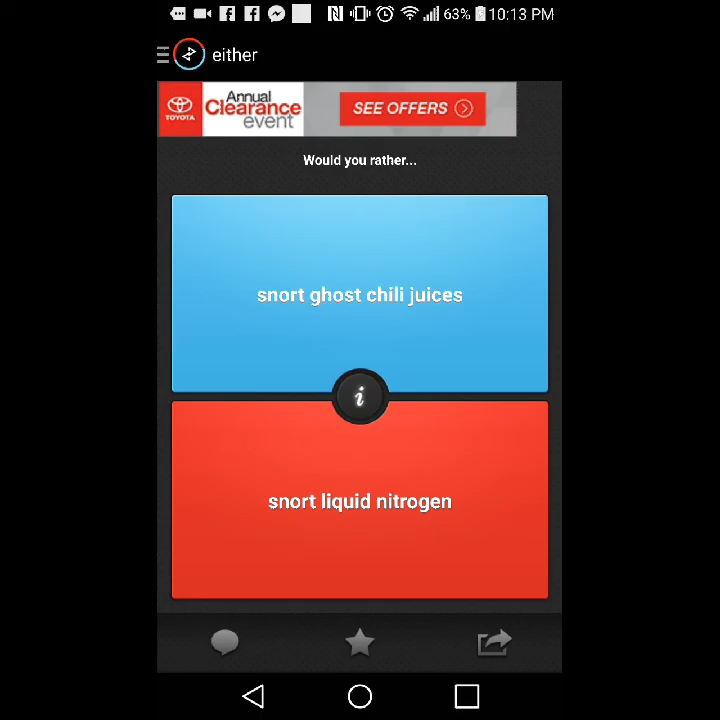 63% 10:13 PM
either
TOYOTA
Annual
Clearance
event
SEE OFFERS
Would you rather...
snort ghost chili juices
i
snort liquid nitrogen